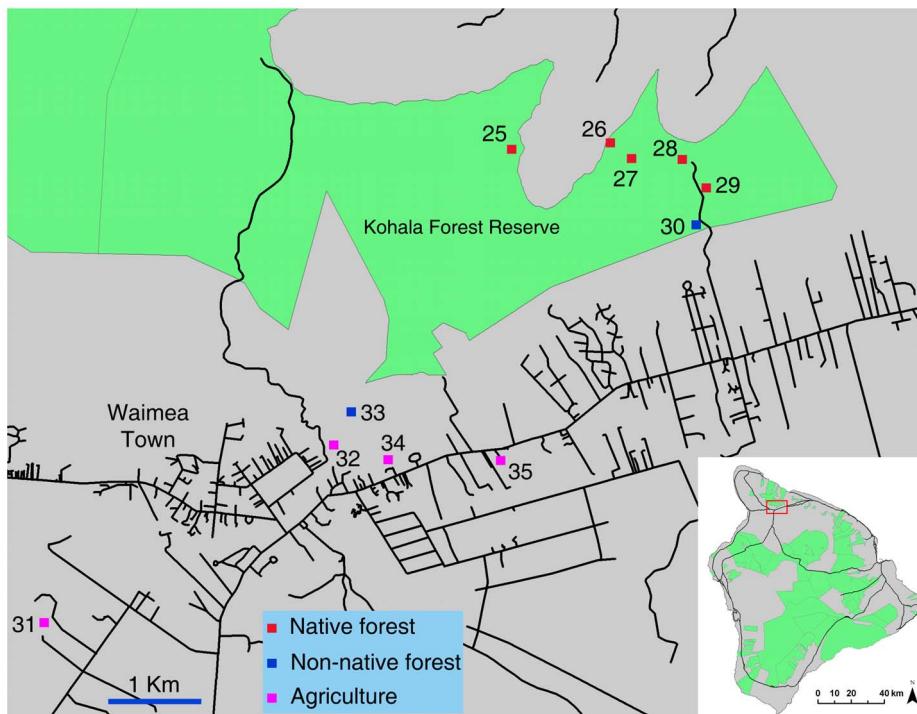 25
26
27
28
29
30
Kohala Forest Reserve
Waimea
Town
33
32
34
35
31
1 Km
Native forest
Non-native forest
Agriculture
0 10 20 40 km
N